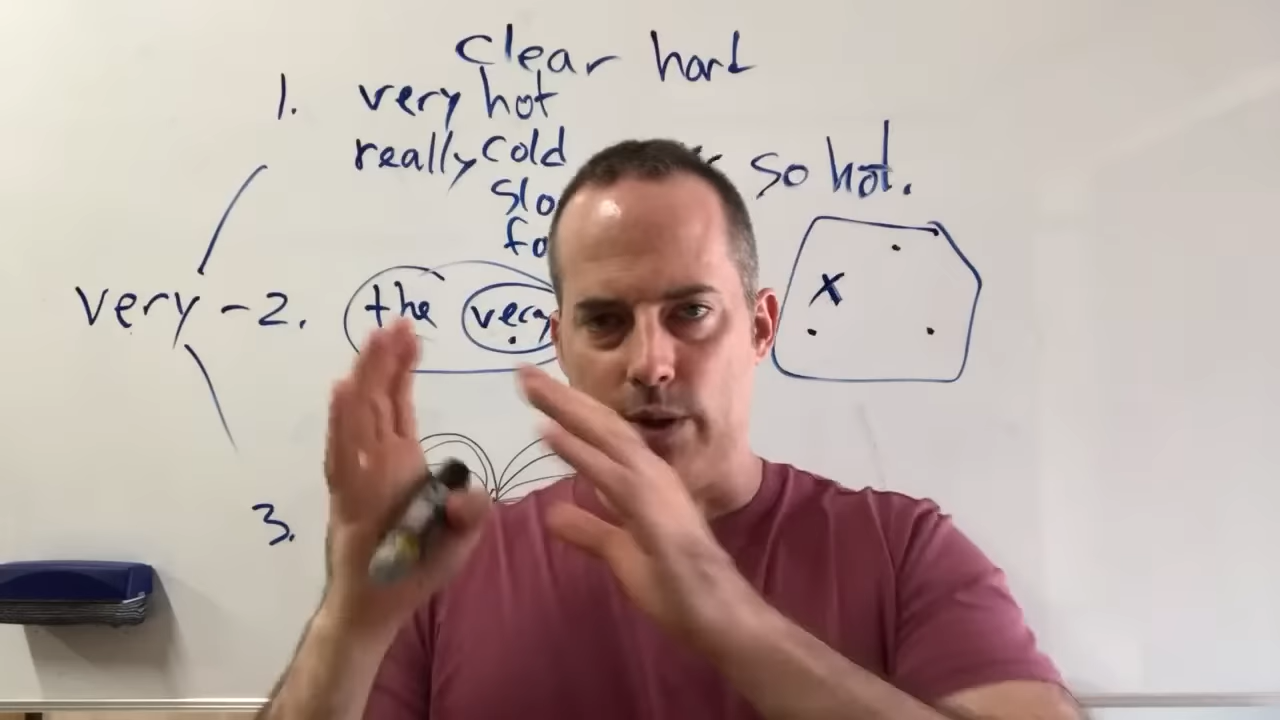 clear hard
1. very hot
really cold
so hot.
very - 2. the very
x
3.